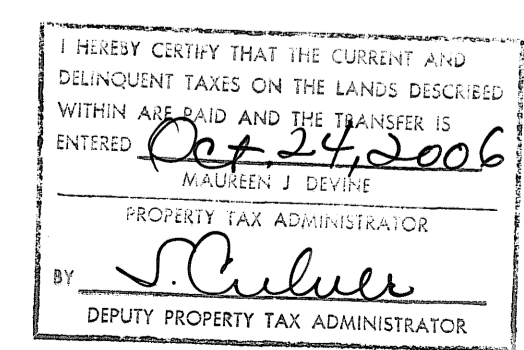 I HEREBY CERTIFY THAT THE CURRENT AND
DELINQUENT TAXES ON THE LANDS DESCRIBED
WITHIN ARE PAID AND THE TRANSFER IS
ENTERED Oct. 24, 2006
MAUREEN J DEVINE
PROPERTY TAX ADMINISTRATOR
BY S. Culver
DEPUTY PROPERTY TAX ADMINISTRATOR